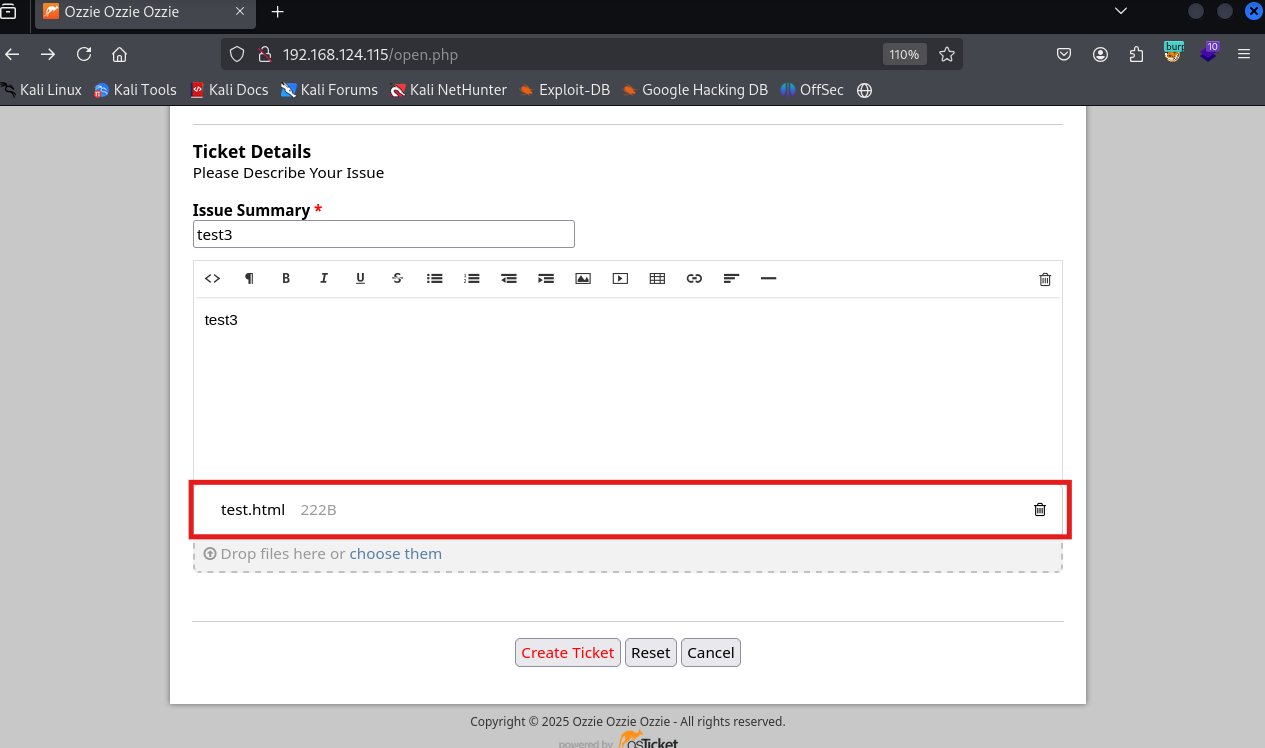 Ozzie Ozzie Ozzie
192.168.124.115/open.php 110% burp 10
Kali Linux Kali Tools Kali Docs Kali Forums Kali NetHunter Exploit-DB Google Hacking DB OffSec
Ticket Details
Please Describe Your Issue
Issue Summary *
test3
test3
test.html 222B
Drop files here or choose them
Create Ticket Reset Cancel
Copyright © 2025 Ozzie Ozzie Ozzie - All rights reserved.
powered by osTicket